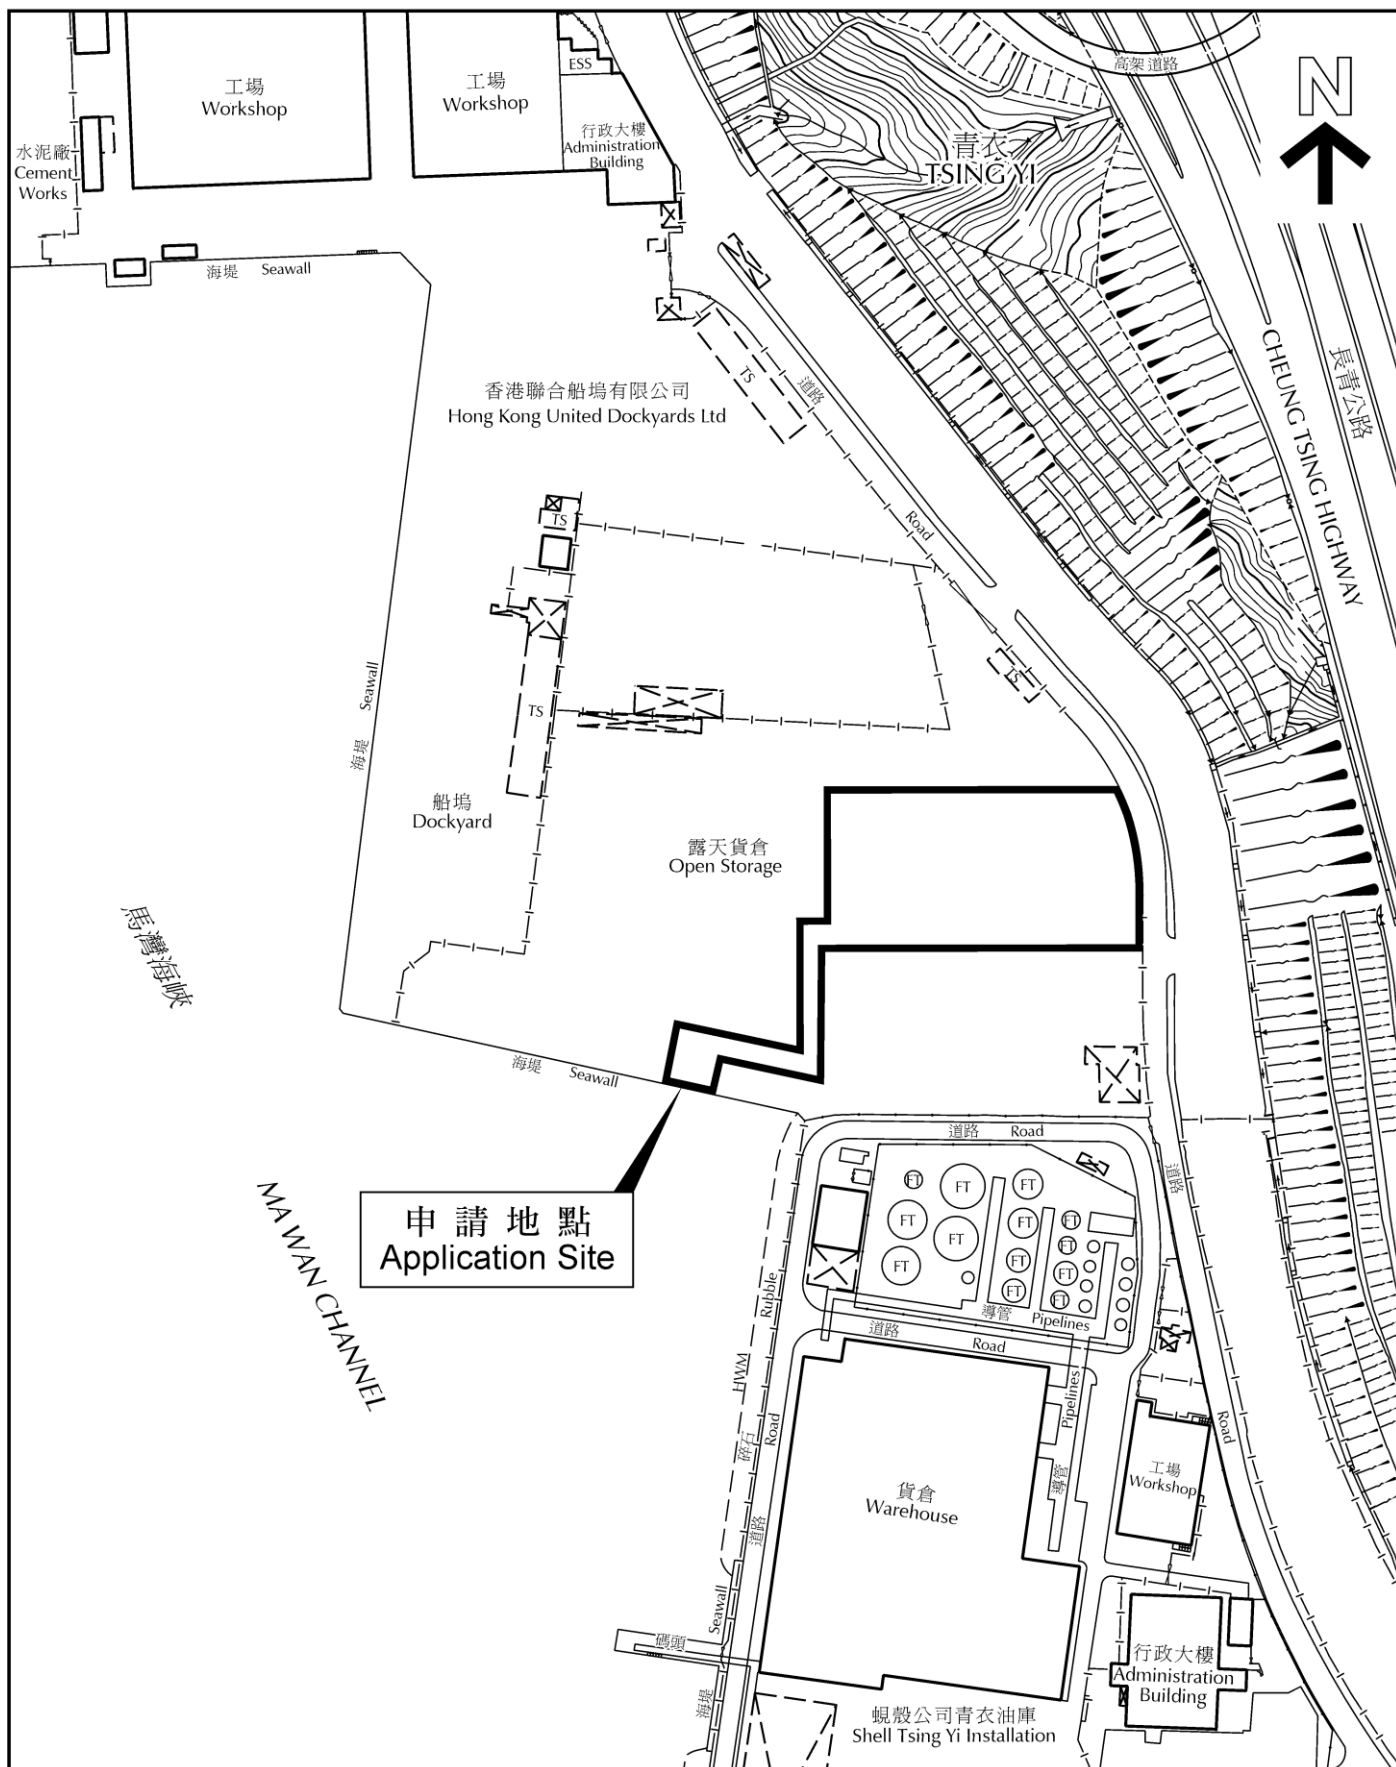 高架道路
N
工場
Workshop
工場
Workshop
ESS
行政大樓
Administration
Building
水泥廠
Cement
Works
青衣
TSING YI
海堤 Seawall
香港聯合船塢有限公司
Hong Kong United Dockyards Ltd
TS
道路
Road
CHEUNG TSING HIGHWAY
長青公路
TS
TS
TS
海堤 Seawall
船塢
Dockyard
露天貨倉
Open Storage
馬灣海峽
MA WAN CHANNEL
海堤 Seawall
申請地點
Application Site
道路 Road
道路
FT
FT
FT
FT
FT
FT
FT
FT
FT
FT
FT
FT
FT
FT
導管 Pipelines
道路 Road
Rubble
碎石
HWM
Road
道路
Pipelines
導管
貨倉
Warehouse
工場
Workshop
Road
Seawall
海堤
碼頭
行政大樓
Administration
Building
蜆殼公司青衣油庫
Shell Tsing Yi Installation